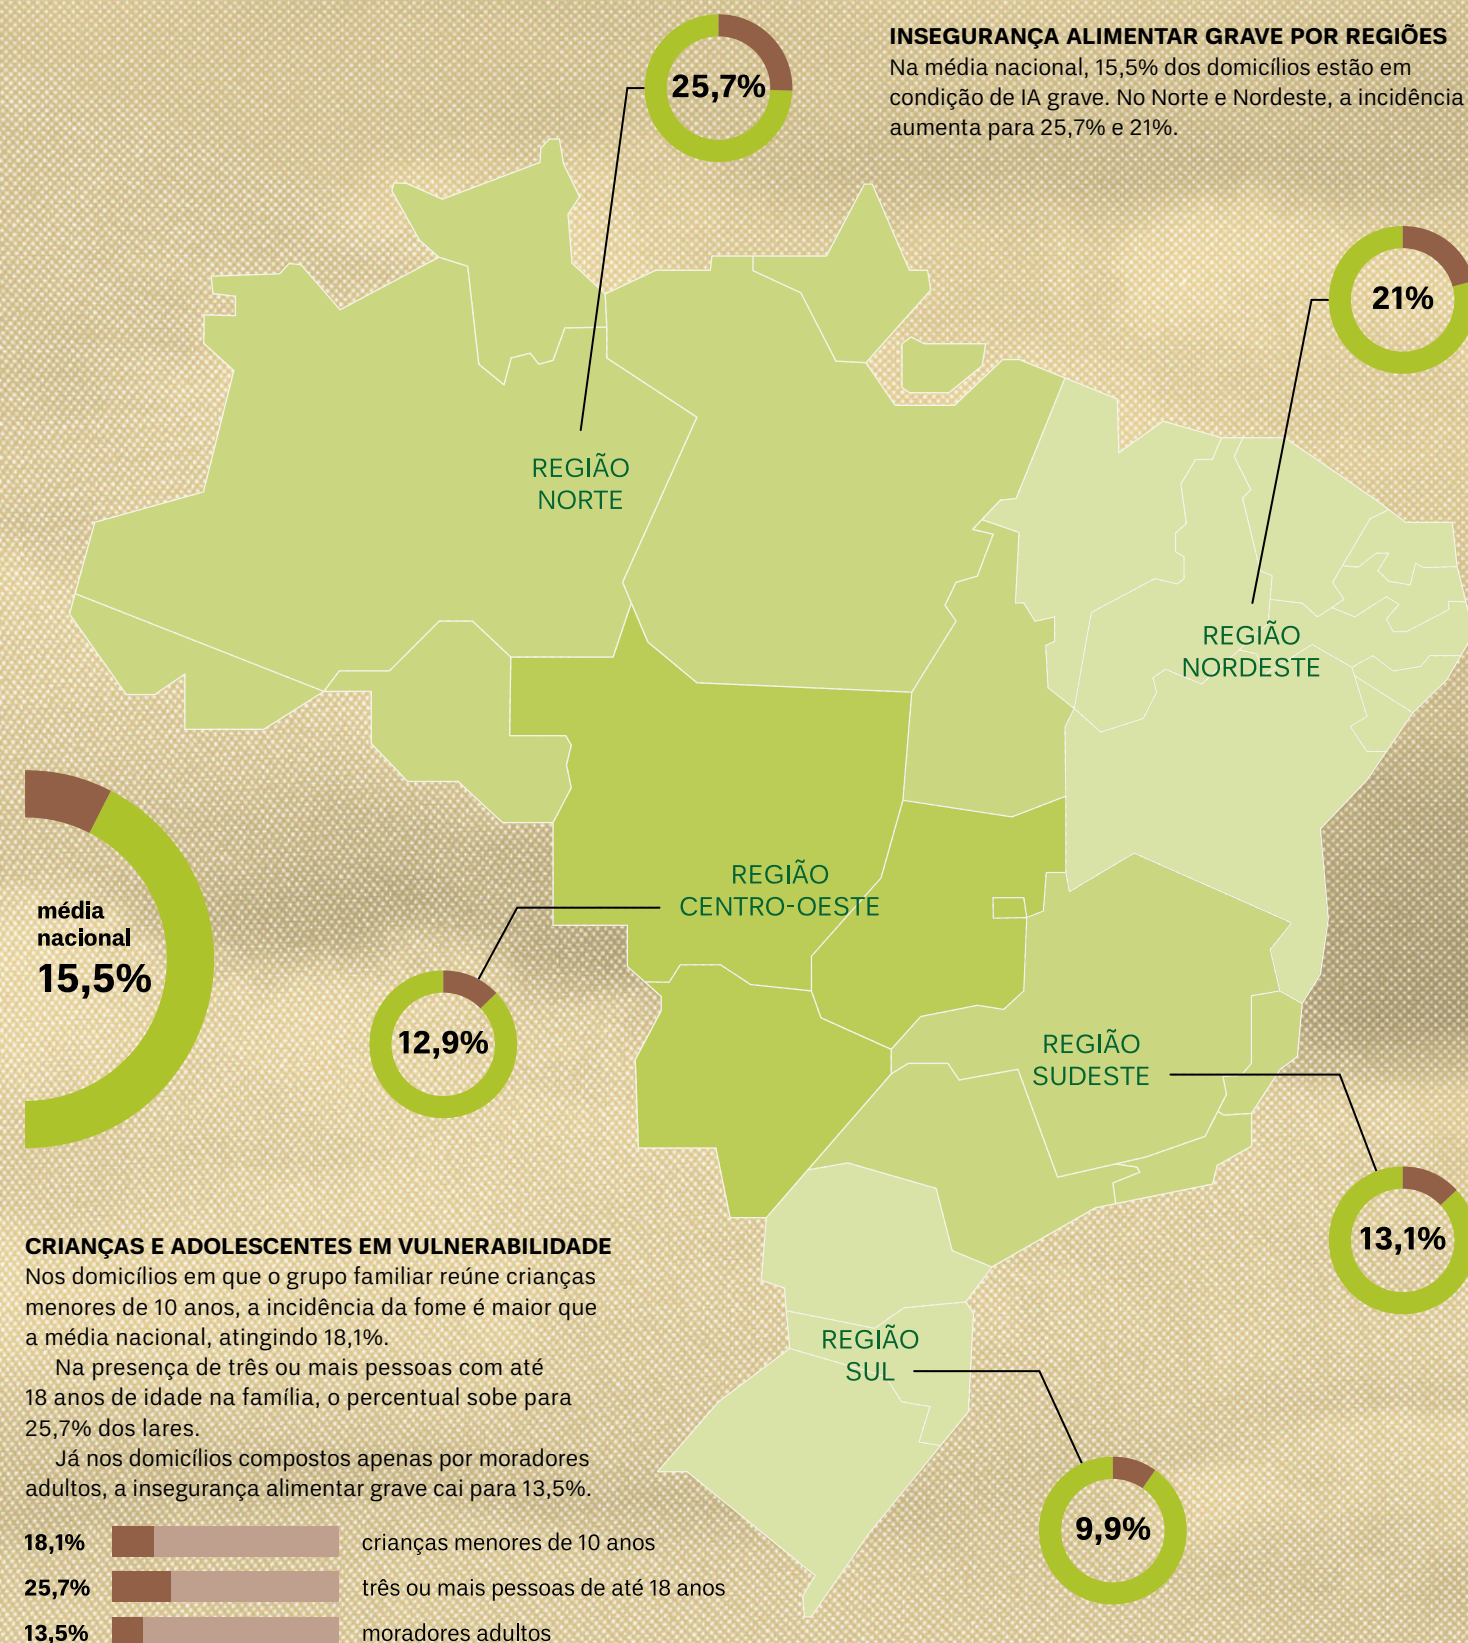 25,7%
INSEGURANÇA ALIMENTAR GRAVE POR REGIÕES
Na média nacional, 15,5% dos domicílios estão em
condição de IA grave. No Norte e Nordeste, a incidência
aumenta para 25,7% e 21%.
21%
REGIÃO
NORTE
REGIÃO
NORDESTE
REGIÃO
CENTRO-OESTE
média
nacional
15,5%
12,9%
REGIÃO
SUDESTE
13,1%
CRIANÇAS E ADOLESCENTES EM VULNERABILIDADE
Nos domicílios em que o grupo familiar reúne crianças
menores de 10 anos, a incidência da fome é maior que
a média nacional, atingindo 18,1%.
Na presença de três ou mais pessoas com até
18 anos de idade na família, o percentual sobe para
25,7% dos lares.
Já nos domicílios compostos apenas por moradores
adultos, a insegurança alimentar grave cai para 13,5%.
REGIÃO
SUL
9,9%
18,1% crianças menores de 10 anos
25,7% três ou mais pessoas de até 18 anos
13,5% moradores adultos